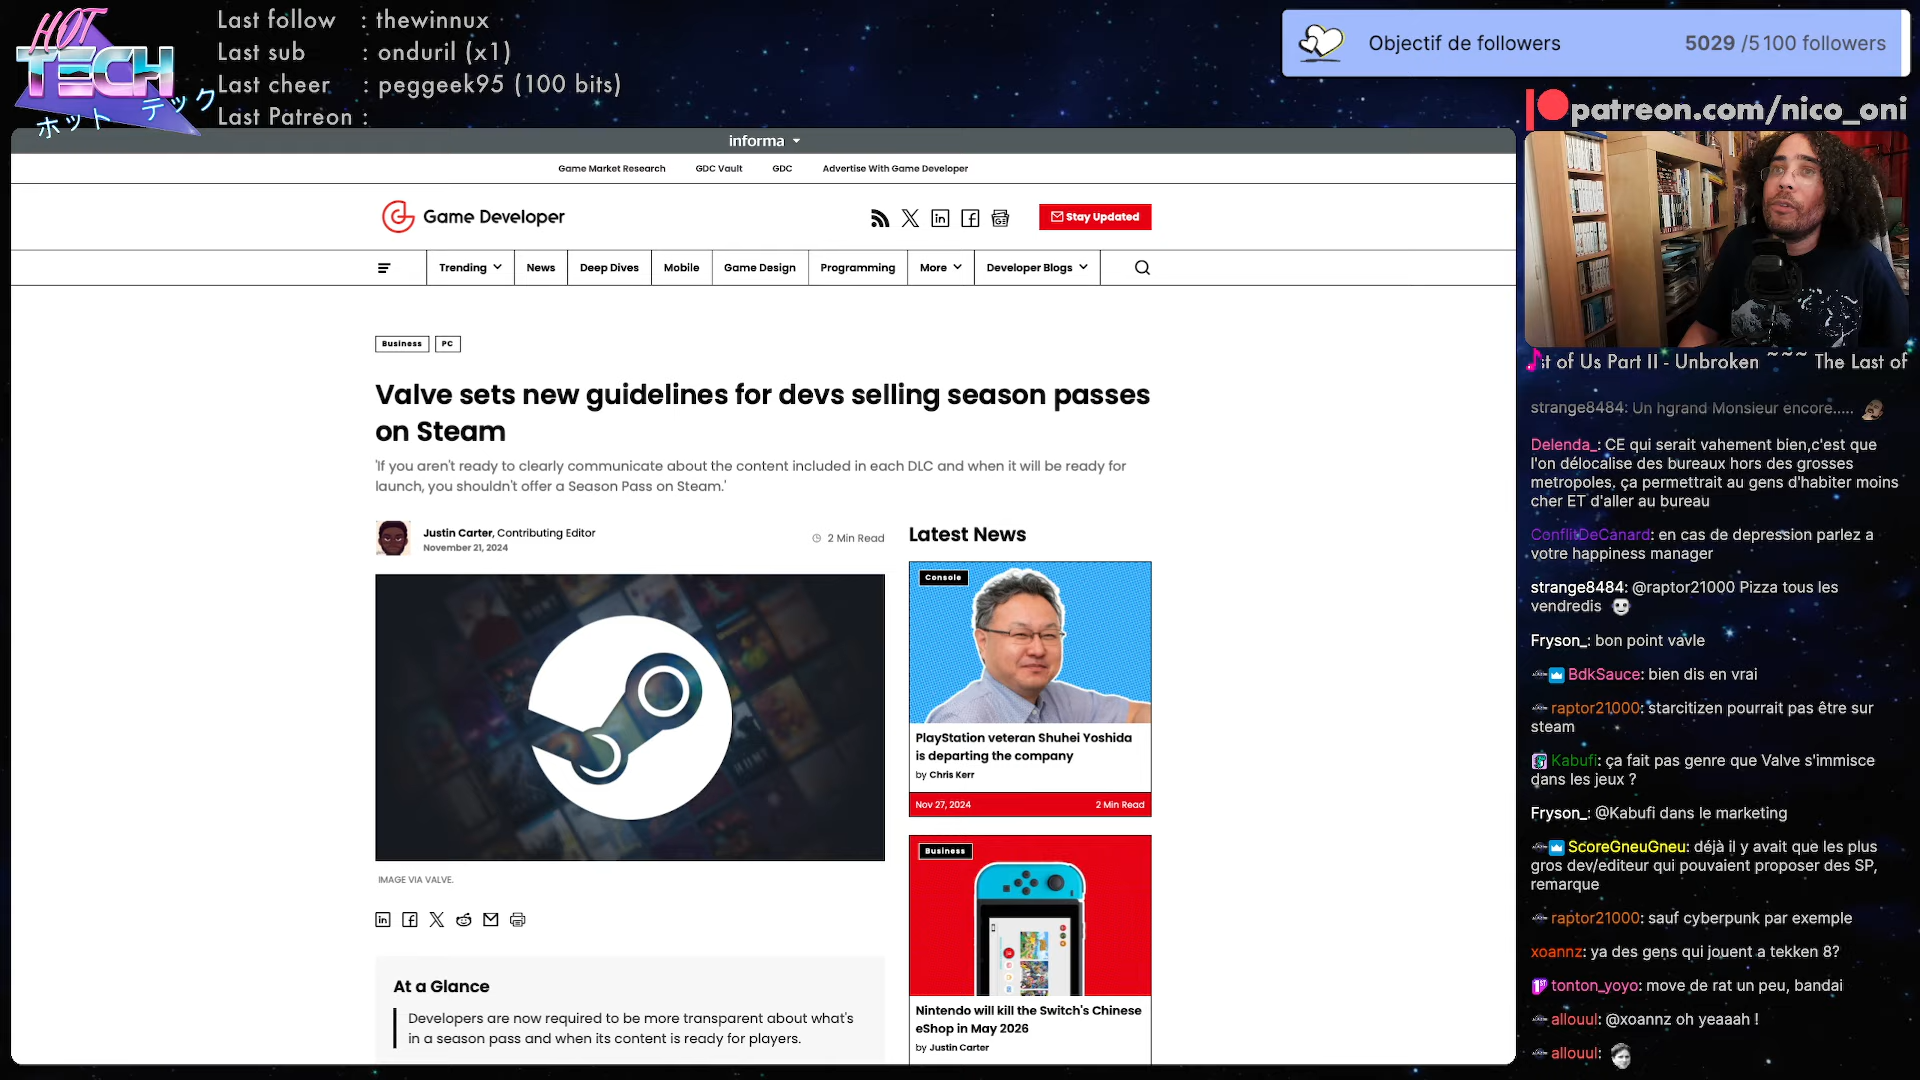 HOT
TECH
ホット テック
Last follow : thewinnux
Last sub : onduril (x1)
Last cheer : peggeek95 (100 bits)
Last Patreon :
Objectif de followers 5029 /5 100 followers
patreon.com/nico_oni
informa
Game Market Research GDC Vault GDC Advertise With Game Developer
Game Developer
Stay Updated
Trending News Deep Dives Mobile Game Design Programming More Developer Blogs
Business PC
Valve sets new guidelines for devs selling season passes
on Steam
'If you aren't ready to clearly communicate about the content included in each DLC and when it will be ready for
launch, you shouldn't offer a Season Pass on Steam.'
Justin Carter, Contributing Editor
November 21, 2024
2 Min Read
IMAGE VIA VALVE.
At a Glance
Developers are now required to be more transparent about what's
in a season pass and when its content is ready for players.
Latest News
Console
PlayStation veteran Shuhei Yoshida
is departing the company
by Chris Kerr
Nov 27, 2024 2 Min Read
Business
Nintendo will kill the Switch's Chinese
eShop in May 2026
by Justin Carter
st of Us Part II - Unbroken ~~~ The Last of
strange8484: Un hgrand Monsieur encore.....
Delenda_: CE qui serait vahement bien,c'est que
l'on délocalise des bureaux hors des grosses
metropoles. ça permettrait au gens d'habiter moins
cher ET d'aller au bureau
ConflitDeCanard: en cas de depression parlez a
votre happiness manager
strange8484: @raptor21000 Pizza tous les
vendredis
Fryson_: bon point vavle
BdkSauce: bien dis en vrai
raptor21000: starcitizen pourrait pas être sur
steam
Kabufi: ça fait pas genre que Valve s'immisce
dans les jeux ?
Fryson_: @Kabufi dans le marketing
ScoreGneuGneu: déjà il y avait que les plus
gros dev/editeur qui pouvaient proposer des SP,
remarque
raptor21000: sauf cyberpunk par exemple
xoannz: ya des gens qui jouent a tekken 8?
1ST tonton_yoyo: move de rat un peu, bandai
allouul: @xoannz oh yeaaah !
allouul: